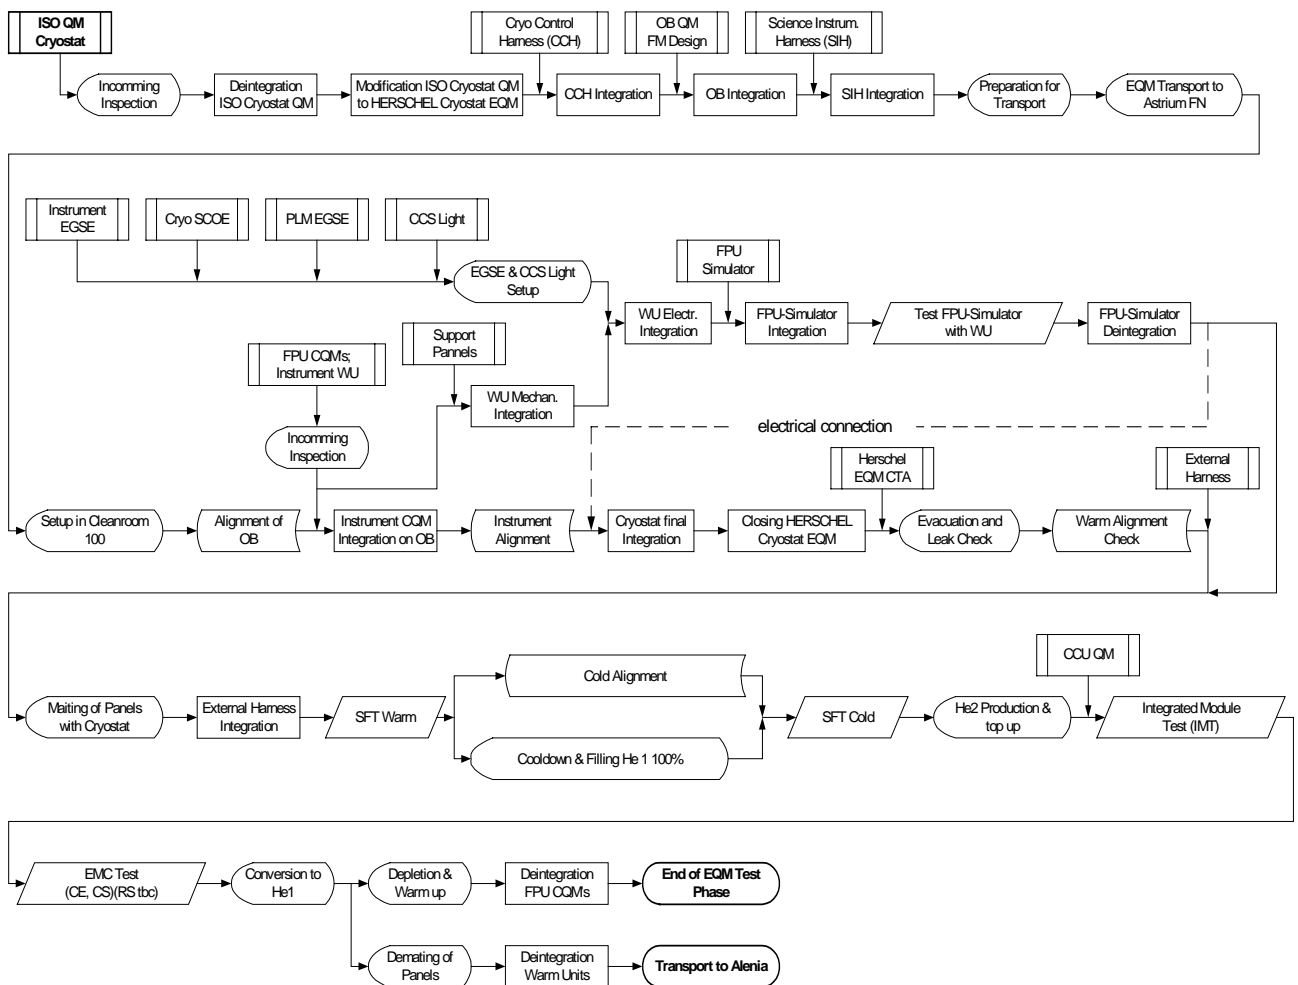 ISO QM
Cryostat
Cryo Control
Harness (CCH)
OB QM
FM Design
Science Instrum.
Harness (SIH)
Incomming
Inspection
Deintegration
ISO Cryostat QM
Modification ISO Cryostat QM
to HERSCHEL Cryostat EQM
CCH Integration
OB Integration
SIH Integration
Preparation for
Transport
EQM Transport to
Astrium FN
Instrument
EGSE
Cryo SCOE
PLM EGSE
CCS Light
FPU
Simulator
EGSE & CCS Light
Setup
WU Electr.
Integration
FPU-Simulator
Integration
Test FPU-Simulator
with WU
FPU-Simulator
Deintegration
FPU CQM's;
Instrument WU
Support
Pannels
WU Mechan.
Integration
electrical connection
Incomming
Inspection
Herschel
EQM CTA
External
Harness
Setup in Cleanroom
100
Alignment of
OB
Instrument CQM
Integration on OB
Instrument
Alignment
Cryostat final
Integration
Closing HERSCHEL
Cryostat EQM
Evacuation and
Leak Check
Warm Alignment
Check
CCU QM
Cold Alignment
Maiting of Panels
with Cryostat
External Harness
Integration
SFT Warm
SFT Cold
He2 Production &
top up
Integrated Module
Test (IMT)
Cooldown & Filling He 1 100%
EMC Test
(CE, CS)(RS tbc)
Conversion to
He1
Depletion &
Warm up
Deintegration
FPU CQM's
End of EQM Test
Phase
Demating of
Panels
Deintegration
Warm Units
Transport to Alenia